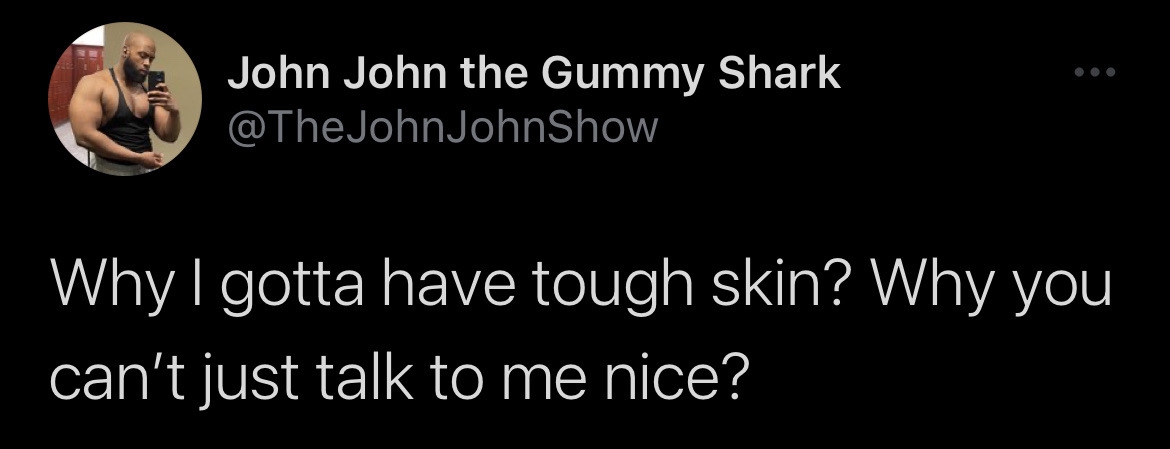 John John the Gummy Shark
@TheJohnJohnShow
Why I gotta have tough skin? Why you
can’t just talk to me nice?